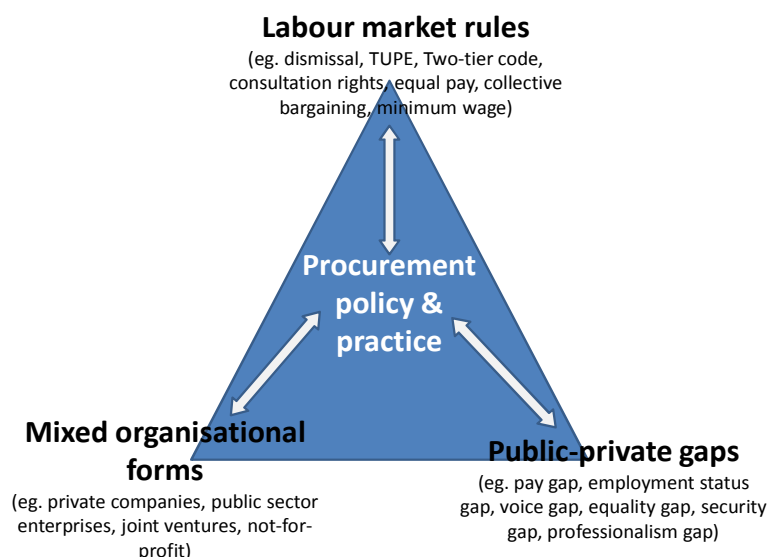 Labour market rules
(eg. dismissal, TUPE, Two-tier code,
consultation rights, equal pay, collective
bargaining, minimum wage)
Procurement
policy &
practice
Mixed organisational
forms
(eg. private companies, public sector
enterprises, joint ventures, not-for-
profit)
Public-private gaps
(eg. pay gap, employment status
gap, voice gap, equality gap, security
gap, professionalism gap)